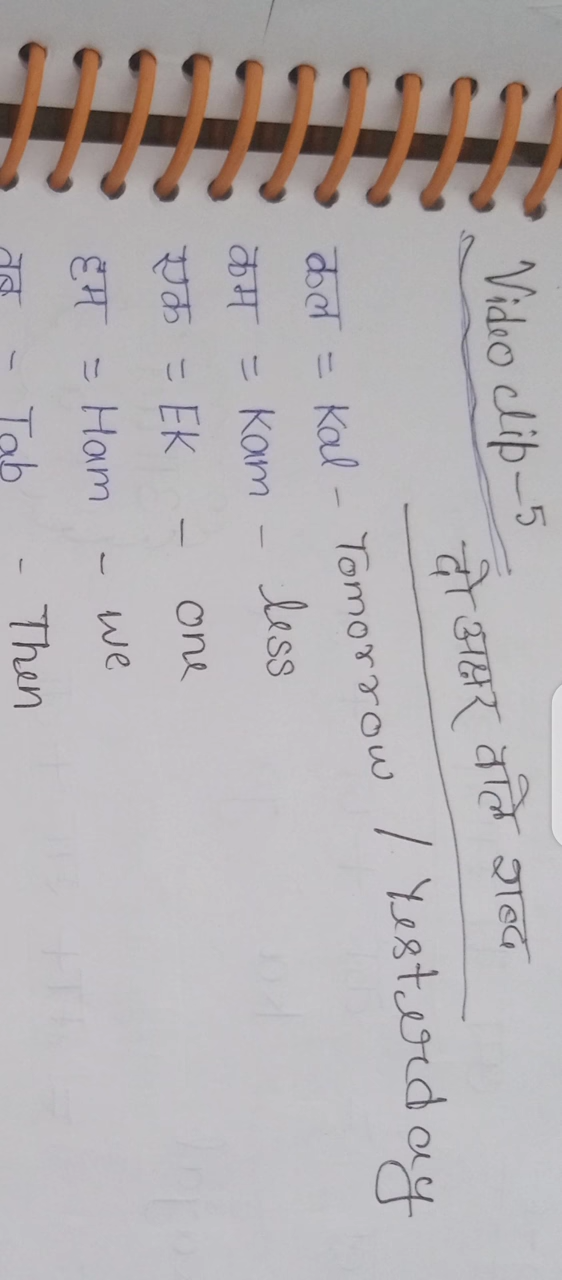 Video clip-5
दो अक्षर वाले शब्द
कल = Kal - Tomorrow / Yesterday
कम = Kam - less
एक = EK - one
हम = Ham - we
तब - Tab - Then